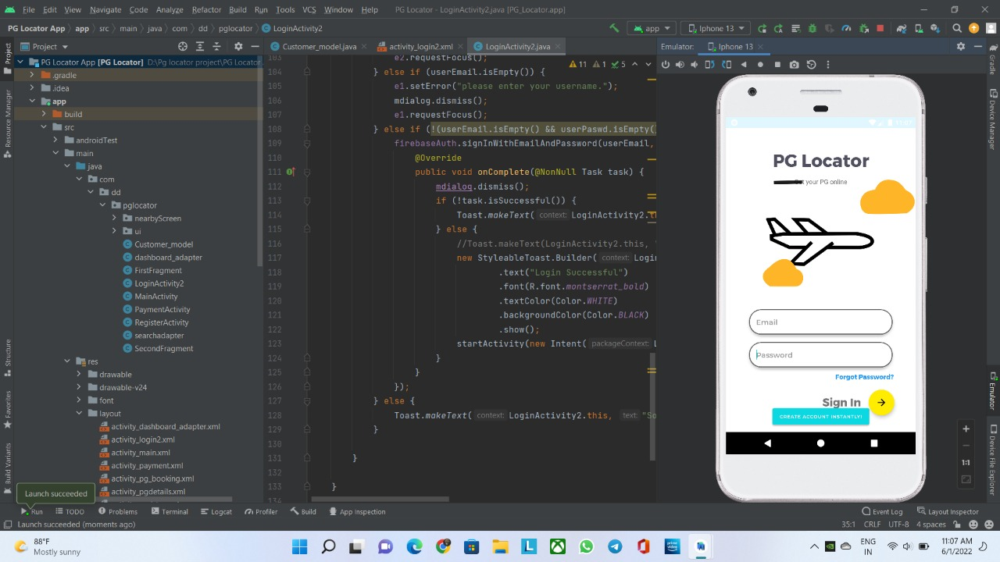 File Edit View Navigate Code Analyze Refactor Build Run Tools VCS Window Help PG Locator - LoginActivity2.java [PG_Locator.app]
PG Locator App app src main java com dd pglocator LoginActivity2 app Iphone 13
Project Customer_model.java activity_login2.xml LoginActivity2.java Emulator: Iphone 13
PG Locator App [PG Locator] D:\Pg locator project\PG Locator
.gradle
.idea
app
build
src
androidTest
main
java
com
dd
pglocator
nearbyScreen
ui
Customer_model
dashboard_adapter
FirstFragment
LoginActivity2
MainActivity
PaymentActivity
RegisterActivity
searchadapter
SecondFragment
res
drawable
drawable-v24
font
layout
activity_dashboard_adapter.xml
activity_login2.xml
activity_main.xml
activity_payment.xml
activity_pg_booking.xml
activity_pgdetails.xml
Project
Resource Manager
Structure
Favorites
Build Variants
11 1 5
103 e2.requestFocus();
104 } else if (userEmail.isEmpty()) {
105 e1.setError("please enter your username.");
106 mdialog.dismiss();
107 e1.requestFocus();
108 } else if (!(userEmail.isEmpty() && userPaswd.isEmpty()
109 firebaseAuth.signInWithEmailAndPassword(userEmail,
110 @Override
111 public void onComplete(@NonNull Task task) {
112 mdialog.dismiss();
113 if (!task.isSuccessful()) {
114 Toast.makeText( context: LoginActivity2.th
115 } else {
116 //Toast.makeText(LoginActivity2.this, "
117 new StyleableToast.Builder( context: Login
118 .text("Login Successful")
119 .font(R.font.montserrat_bold)
120 .textColor(Color.WHITE)
121 .backgroundColor(Color.BLACK)
122 .show();
123 startActivity(new Intent( packageContext: L
124 }
125 }
126 });
127 } else {
128 Toast.makeText( context: LoginActivity2.this, text: "So
129 }
130
131 }
132
133 }
134
11:07
PG Locator
your PG online
Email
Password
Forgot Password?
Sign In
CREATE ACCOUNT INSTANTLY!
1:1
Gradle
Device Manager
Emulator
Device File Explorer
Launch succeeded
Run TODO Problems Terminal Logcat Profiler Build App Inspection Event Log Layout Inspector
Launch succeeded (moments ago) 35:1 CRLF UTF-8 4 spaces
88°F
Mostly sunny
prime video
ENG
IN
11:07 AM
6/1/2022